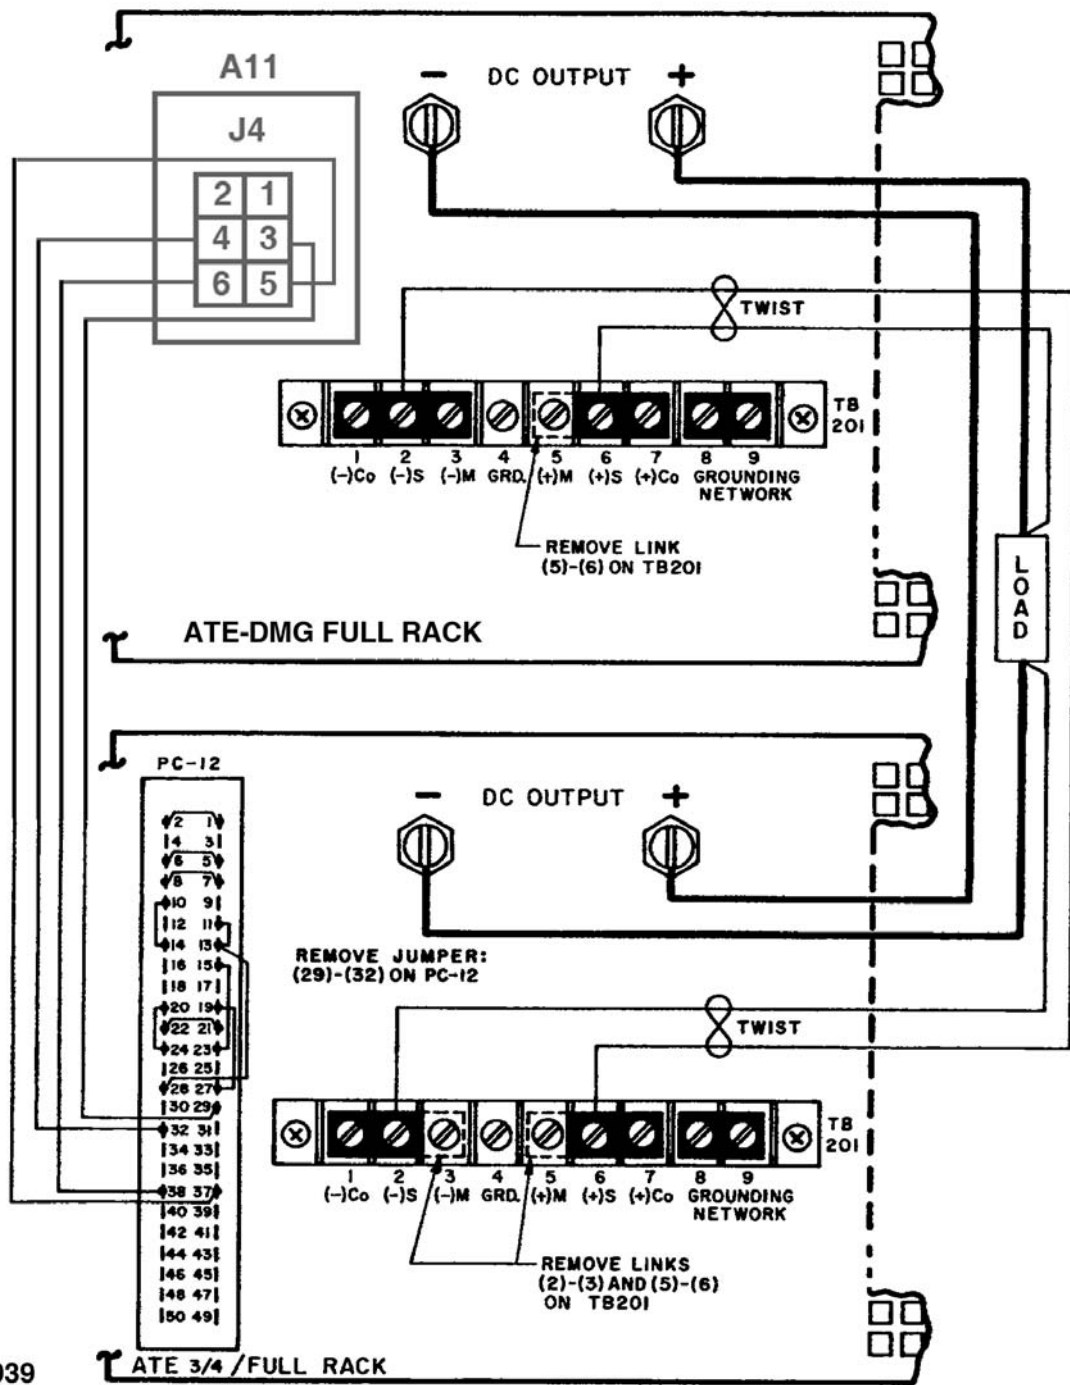 A11
J4
2 1
4 3
6 5
− DC OUTPUT +
TWIST
TB
201
1 2 3 4 5 6 7 8 9
(-)Co (-)S (-)M GRD. (+)M (+)S (+)Co GROUNDING
NETWORK
REMOVE LINK
(5)-(6) ON TB201
LOAD
ATE-DMG FULL RACK
PC-12
− DC OUTPUT +
2 1
4 3
6 5
8 7
10 9
12 11
14 13
16 15
18 17
20 19
22 21
24 23
26 25
28 27
30 29
32 31
34 33
36 35
38 37
40 39
42 41
44 43
46 45
48 47
50 49
REMOVE JUMPER:
(29)-(32) ON PC-12
TWIST
TB
201
1 2 3 4 5 6 7 8 9
(-)Co (-)S (-)M GRD. (+)M (+)S (+)Co GROUNDING
NETWORK
REMOVE LINKS
(2)-(3) AND (5)-(6)
ON TB201
ATE 3/4 /FULL RACK
039